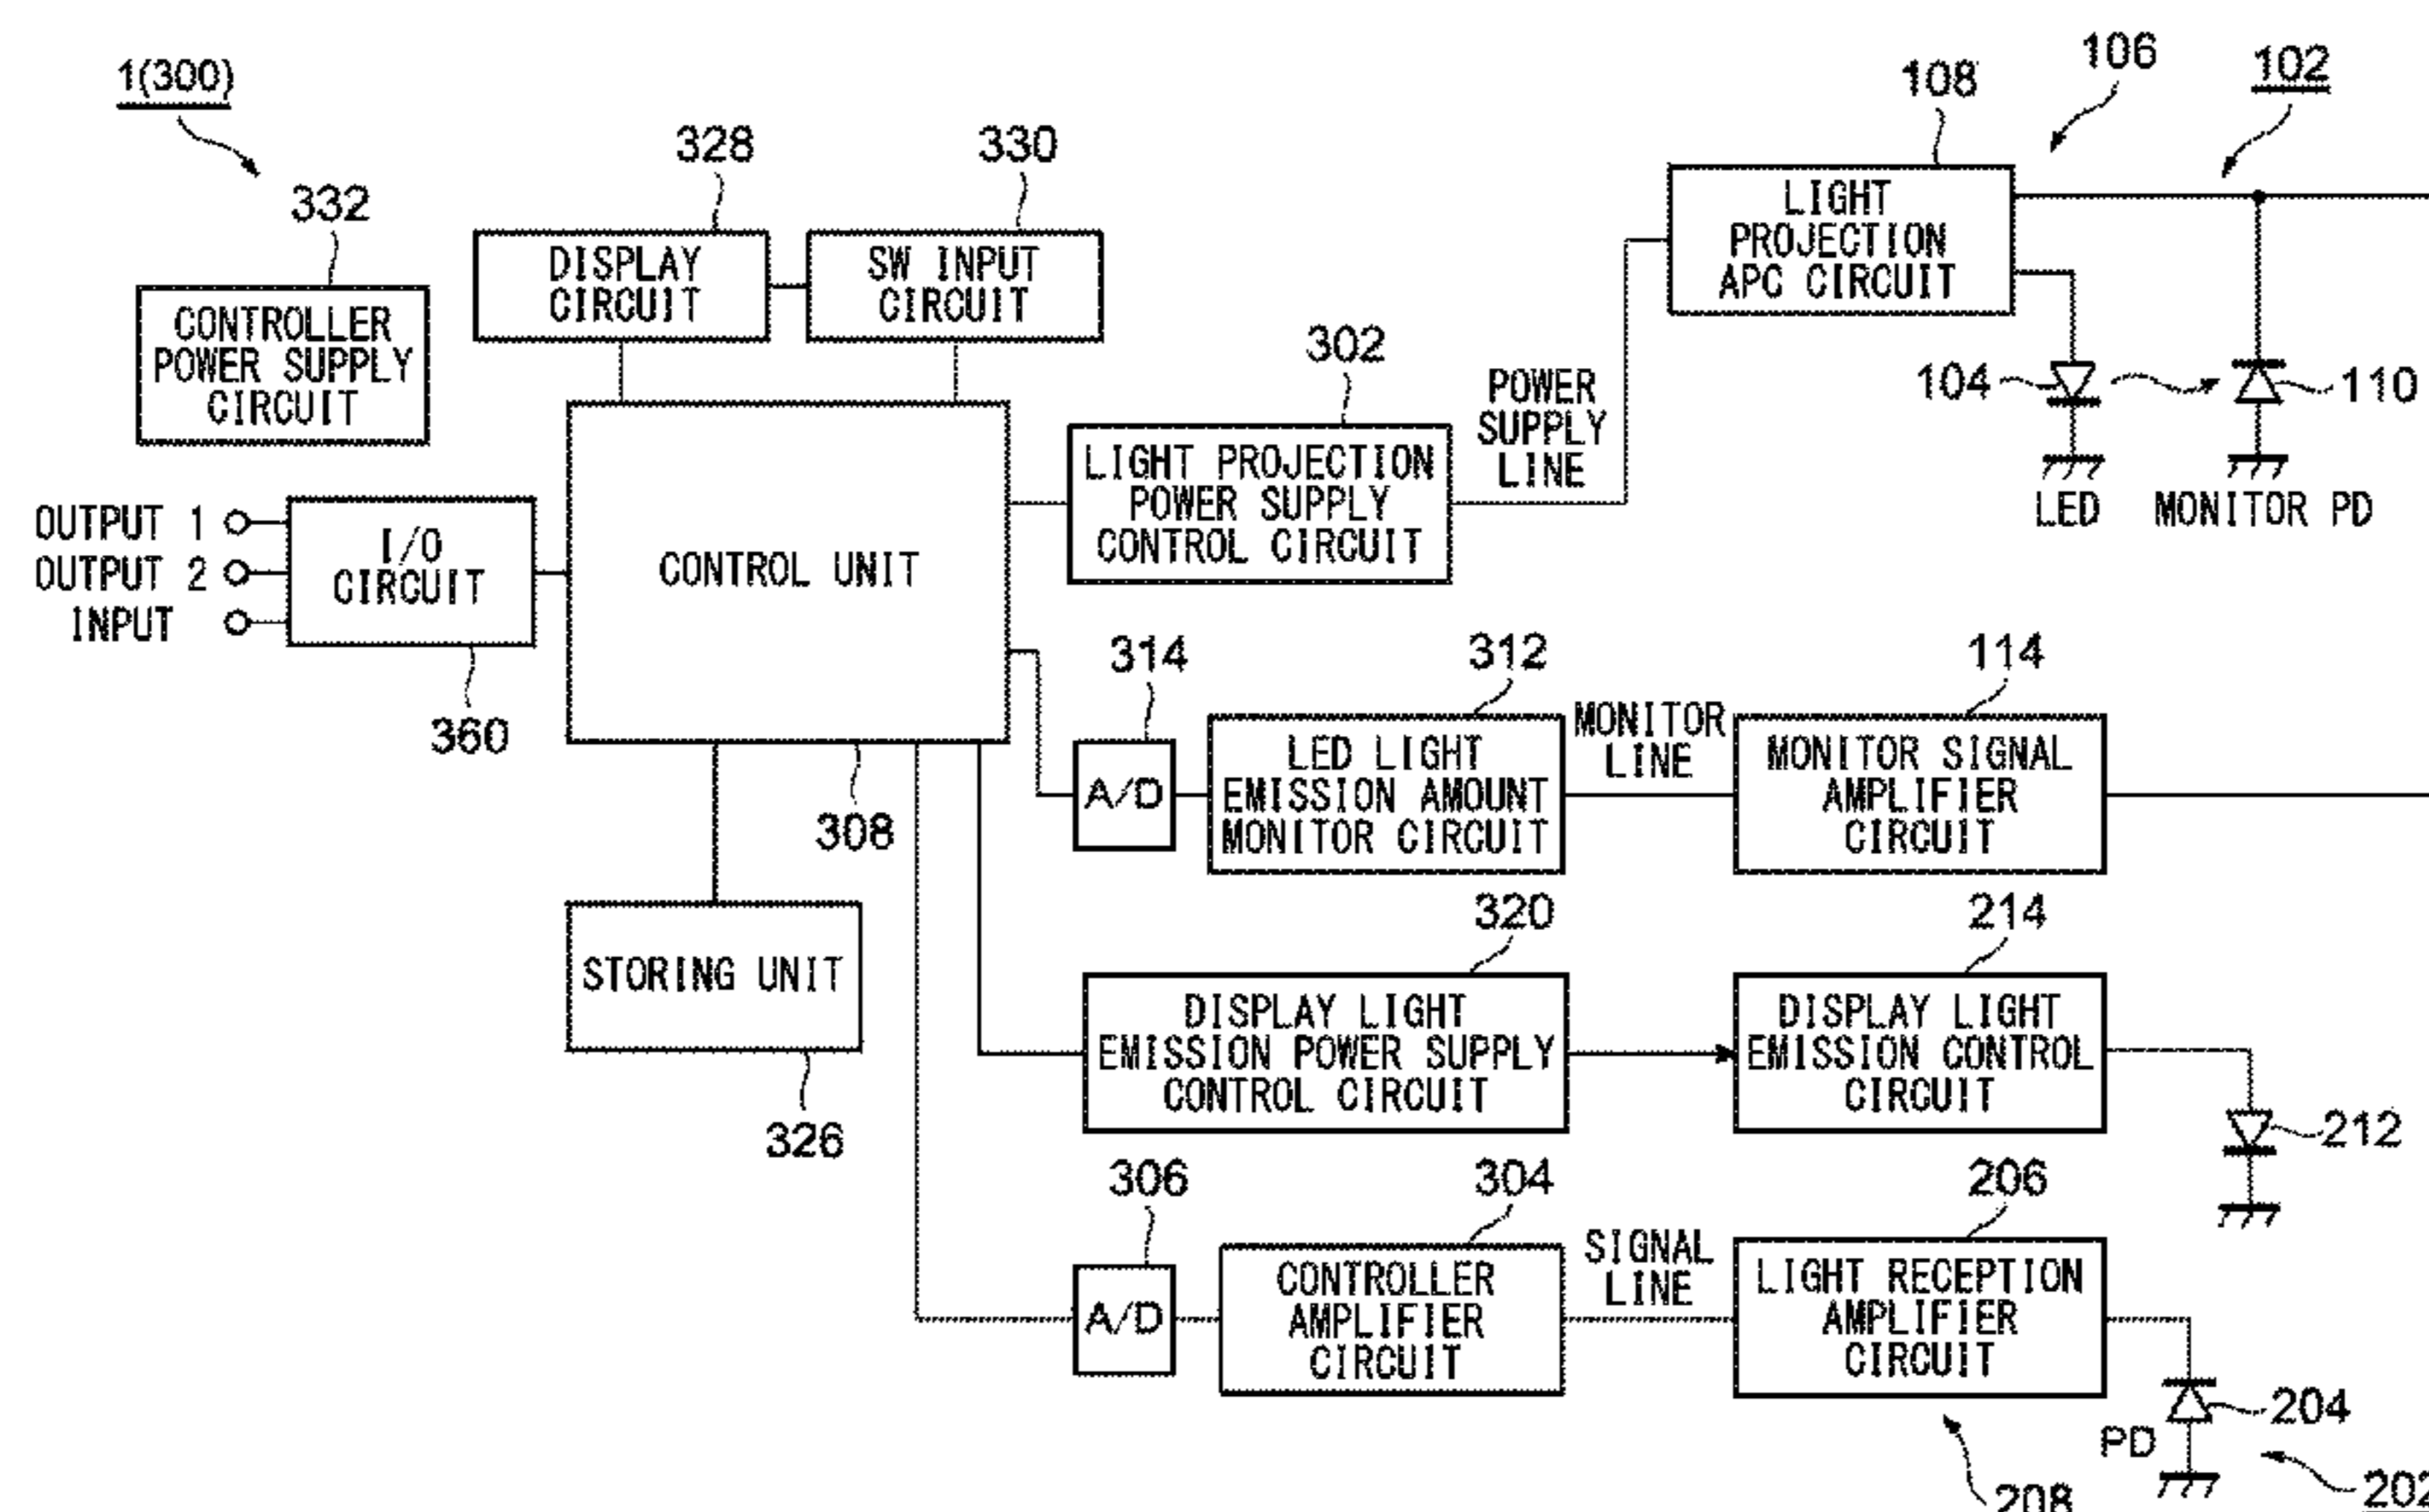 1(300)
106
102
108
328
330
332
LIGHT
PROJECTION
APC CIRCUIT
DISPLAY
CIRCUIT
SW INPUT
CIRCUIT
CONTROLLER
POWER SUPPLY
CIRCUIT
302
POWER
SUPPLY
LINE
104
110
LIGHT PROJECTION
POWER SUPPLY
CONTROL CIRCUIT
LED
MONITOR PD
OUTPUT 1
OUTPUT 2
INPUT
I/O
CIRCUIT
CONTROL UNIT
360
308
314
312
114
MONITOR
LINE
A/D
LED LIGHT
EMISSION AMOUNT
MONITOR CIRCUIT
MONITOR SIGNAL
AMPLIFIER
CIRCUIT
320
214
STORING UNIT
326
DISPLAY LIGHT
EMISSION POWER SUPPLY
CONTROL CIRCUIT
DISPLAY LIGHT
EMISSION CONTROL
CIRCUIT
212
306
304
206
SIGNAL
LINE
A/D
CONTROLLER
AMPLIFIER
CIRCUIT
LIGHT RECEPTION
AMPLIFIER
CIRCUIT
204
PD
208
202